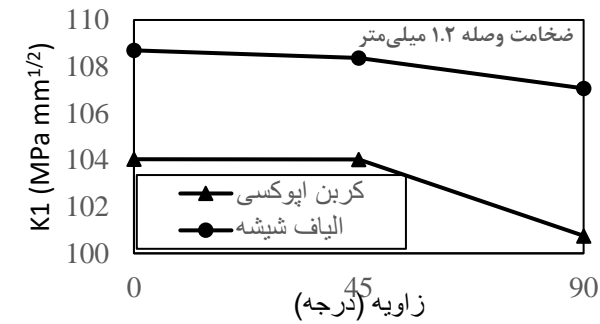 110
ضخامت وصله ۱.۲ میلی‌متر
108
106
104
102
100
K1 (MPa mm1/2)
کربن اپوکسی
الیاف شیشه
0
45
90
زاویه (درجه)